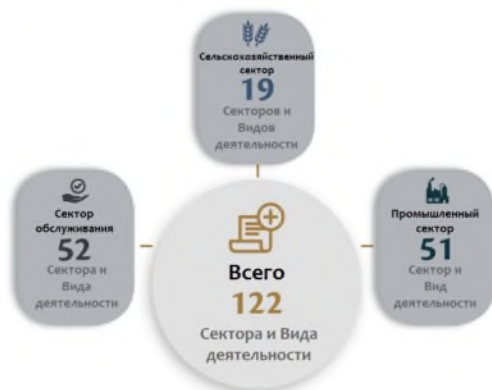 Сельскохозяйственный
сектор
19
Секторов и
Видов
деятельности
Сектор
обслуживания
52
Сектора и
Вида
деятельности
Промышленный
сектор
51
Сектор и
Вид
деятельности
Всего
122
Сектора и Вида
деятельности